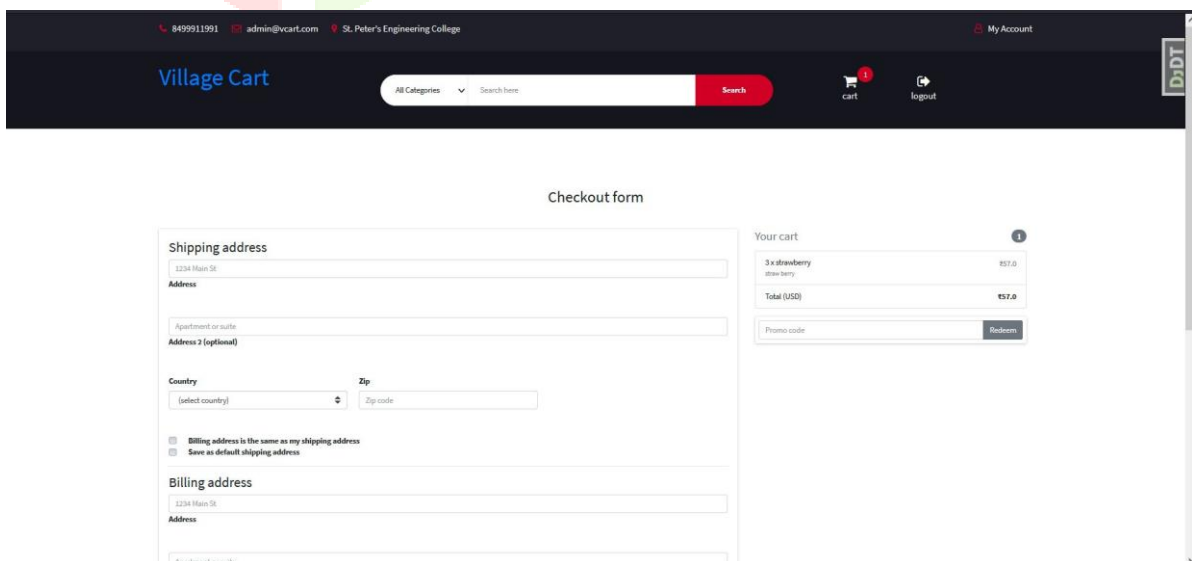 8499911991 admin@vcart.com St. Peter's Engineering College My Account
DjDT
Village Cart
All Categories Search here Search
1
cart logout
Checkout form
Shipping address
1234 Main St
Address
Apartment or suite
Address 2 (optional)
Country Zip
(select country) Zip code
Billing address is the same as my shipping address
Save as default shipping address
Billing address
1234 Main St
Address
Your cart 1
3 x strawberry ₹57.0
straw berry
Total (USD) ₹57.0
Promo code Redeem